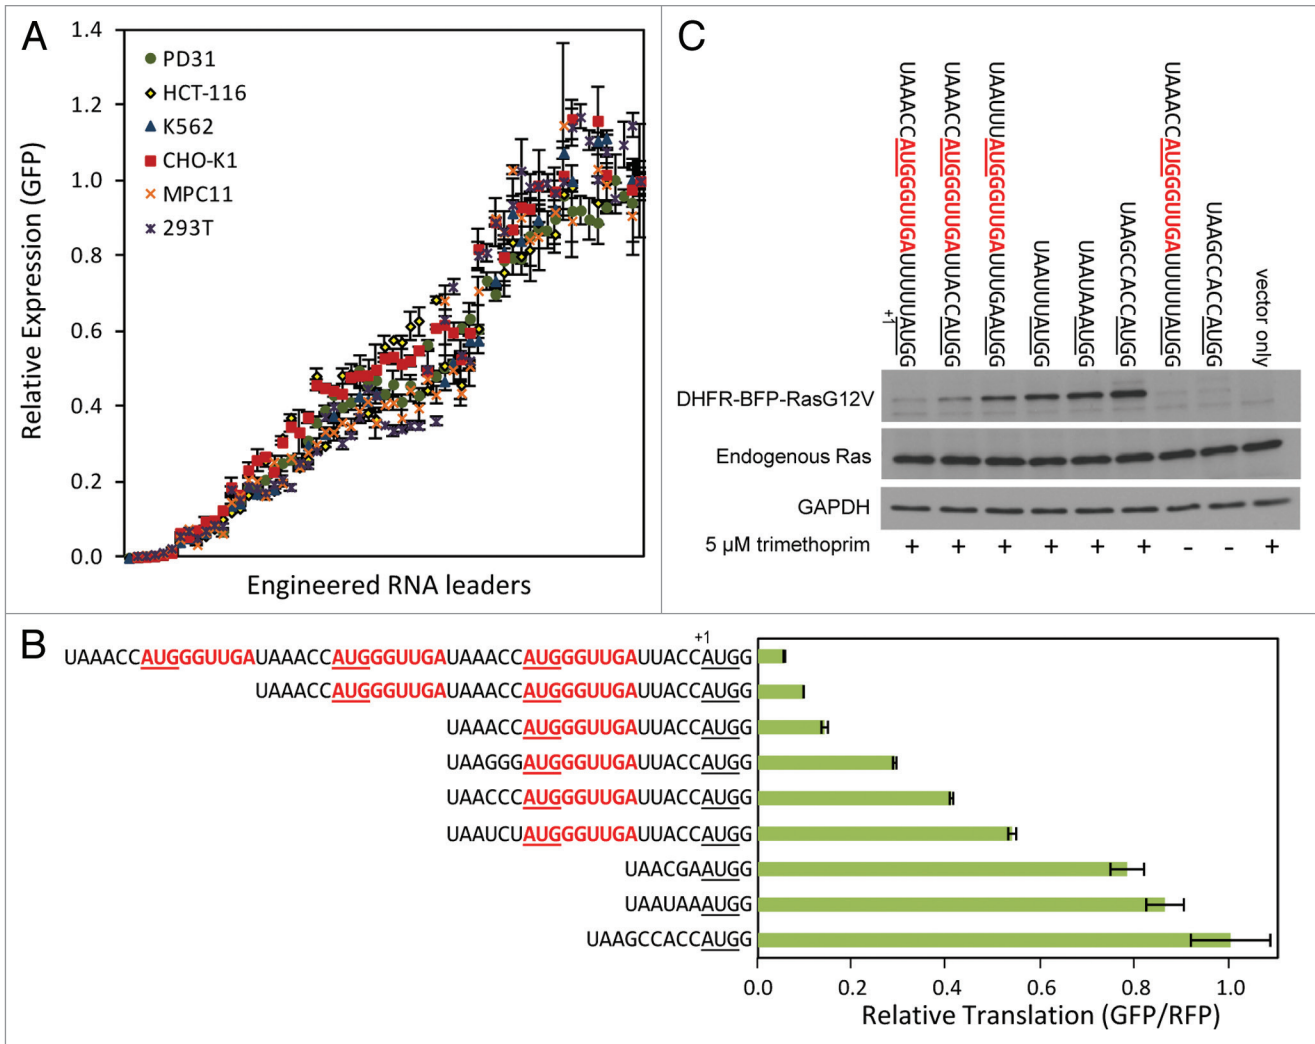 A
1.4
1.2
1.0
0.8
0.6
0.4
0.2
0.0
Relative Expression (GFP)
PD31
HCT-116
K562
CHO-K1
MPC11
293T
Engineered RNA leaders
C
UAAACCAUGGGUUGAUUUUUAUGG
UAAACCAUGGGUUGAUUACCAUGG
UAAUUUAUGGGUUGAUUUGAAUGG
UAAUUUAUGG
UAAUAAAUGG
UAAGCCACCAUGG
UAAACCAUGGGUUGAUUUUUAUGG
UAAGCCACCAUGG
vector only
+1
DHFR-BFP-RasG12V
Endogenous Ras
GAPDH
5 µM trimethoprim + + + + + + - - +
B
+1
UAAACCAUGGGUUGAUAAACCAUGGGUUGAUAAACCAUGGGUUGAUUACCAUGG
UAAACCAUGGGUUGAUAAACCAUGGGUUGAUUACCAUGG
UAAACCAUGGGUUGAUUACCAUGG
UAAGGGAUGGGUUGAUUACCAUGG
UAACCCAUGGGUUGAUUACCAUGG
UAAUCUAUGGGUUGAUUACCAUGG
UAACGAAUGG
UAAUAAAUGG
UAAGCCACCAUGG
0.0 0.2 0.4 0.6 0.8 1.0
Relative Translation (GFP/RFP)